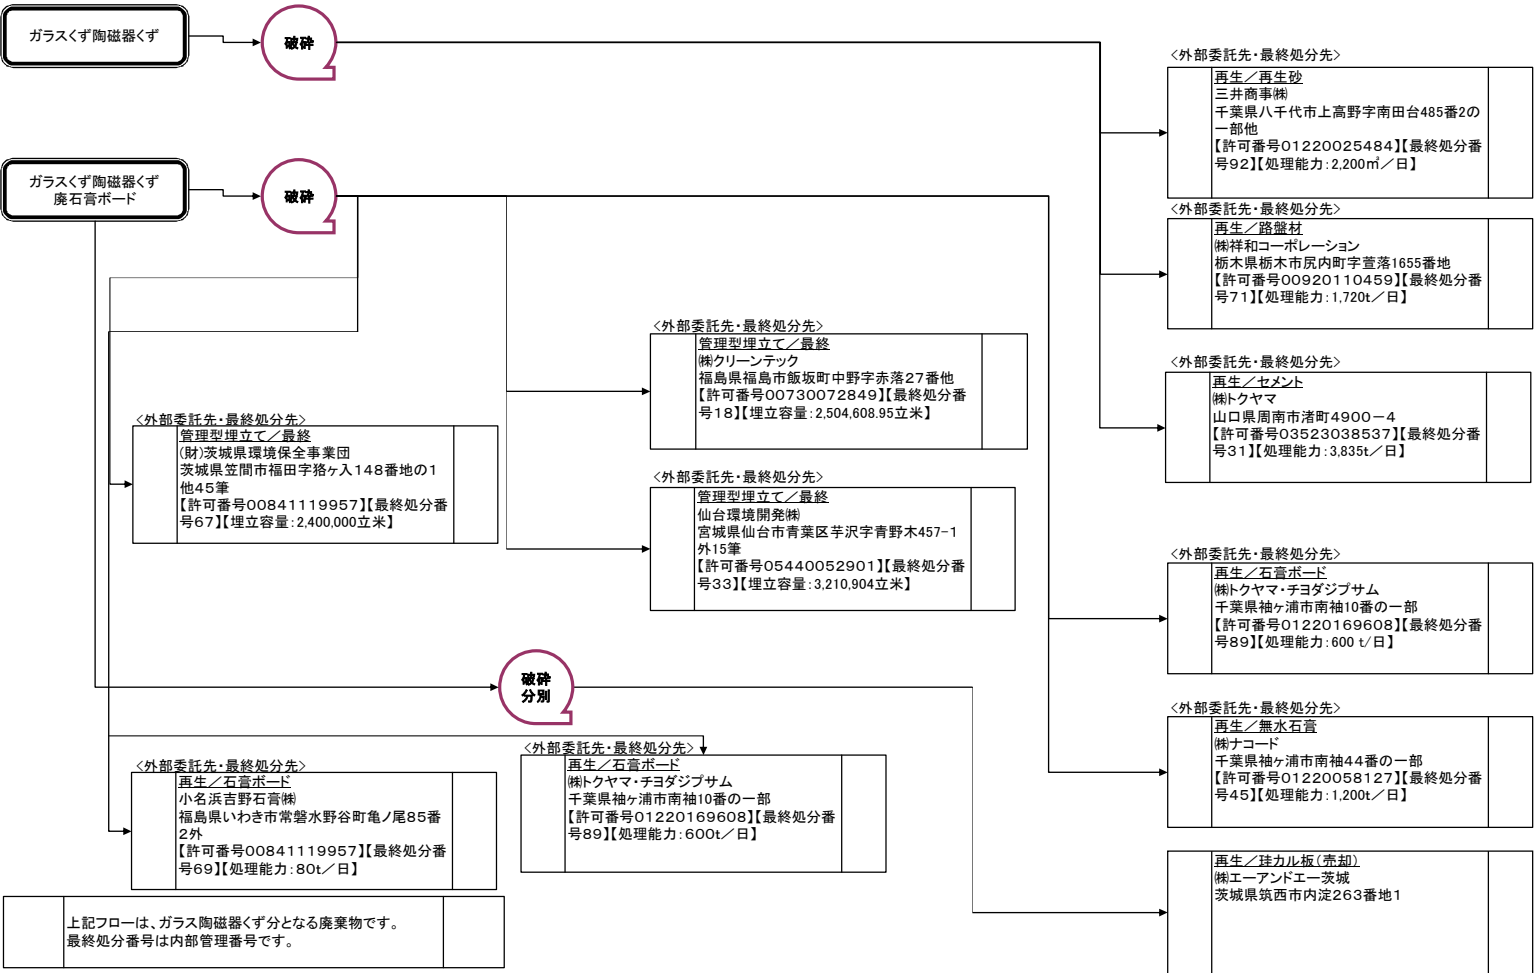 ガラスくず陶磁器くず
破砕
ガラスくず陶磁器くず
廃石膏ボード
破砕
<外部委託先・最終処分先>
再生／再生砂
三井商事㈱
千葉県八千代市上高野字南田台485番2の
一部他
【許可番号01220025484】【最終処分番
号92】【処理能力：2,200㎥／日】
<外部委託先・最終処分先>
再生／路盤材
㈱祥和コーポレーション
栃木県栃木市尻内町字萱落1655番地
【許可番号00920110459】【最終処分番
号71】【処理能力：1,720t／日】
<外部委託先・最終処分先>
再生／セメント
㈱トクヤマ
山口県周南市渚町4900－4
【許可番号03523038537】【最終処分番
号31】【処理能力：3,835t／日】
<外部委託先・最終処分先>
管理型埋立て／最終
㈱クリーンテック
福島県福島市飯坂町中野字赤落27番他
【許可番号00730072849】【最終処分番
号18】【埋立容量：2,504,608.95立米】
<外部委託先・最終処分先>
管理型埋立て／最終
(財)茨城県環境保全事業団
茨城県笠間市福田字狢ヶ入148番地の1
他45筆
【許可番号00841119957】【最終処分番
号67】【埋立容量：2,400,000立米】
<外部委託先・最終処分先>
管理型埋立て／最終
仙台環境開発㈱
宮城県仙台市青葉区芋沢字青野木457-1
外15筆
【許可番号05440052901】【最終処分番
号33】【埋立容量：3,210,904立米】
<外部委託先・最終処分先>
再生／石膏ボード
㈱トクヤマ・チヨダジプサム
千葉県袖ヶ浦市南袖10番の一部
【許可番号01220169608】【最終処分番
号89】【処理能力：600 t/日】
破砕
分別
<外部委託先・最終処分先>
再生／無水石膏
㈱ナコード
千葉県袖ヶ浦市南袖44番の一部
【許可番号01220058127】【最終処分番
号45】【処理能力：1,200t／日】
<外部委託先・最終処分先>
再生／石膏ボード
小名浜吉野石膏㈱
福島県いわき市常磐水野谷町亀ノ尾85番
2外
【許可番号00841119957】【最終処分番
号69】【処理能力：80t／日】
<外部委託先・最終処分先>
再生／石膏ボード
㈱トクヤマ・チヨダジプサム
千葉県袖ヶ浦市南袖10番の一部
【許可番号01220169608】【最終処分番
号89】【処理能力：600t／日】
再生／珪カル板（売却）
㈱エーアンドエー茨城
茨城県筑西市内淀263番地1
上記フローは、ガラス陶磁器くず分となる廃棄物です。
最終処分番号は内部管理番号です。